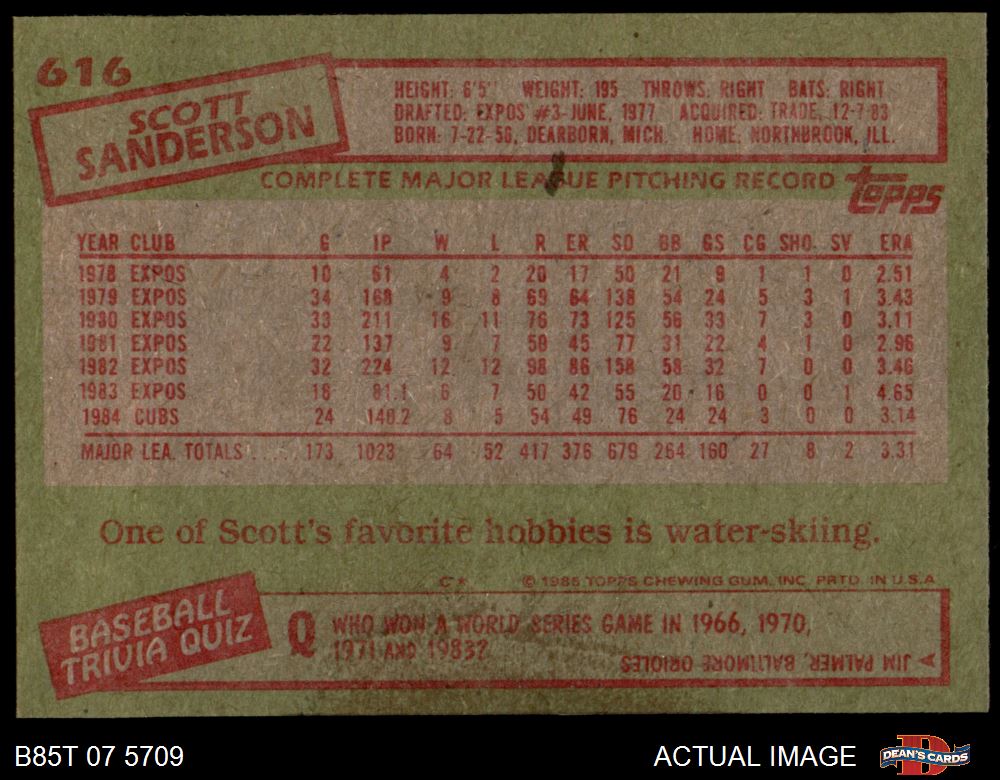 616
SCOTT
SANDERSON
HEIGHT: 6'5" WEIGHT: 195 THROWS: RIGHT BATS: RIGHT
DRAFTED: EXPOS #3-JUNE, 1977 ACQUIRED: TRADE, 12-7-83
BORN: 7-22-56, DEARBORN, MICH. HOME: NORTHBROOK, ILL.
COMPLETE MAJOR LEAGUE PITCHING RECORD
Topps
YEAR CLUB G IP W L R ER SO BB GS CG SHO. SV ERA
1978 EXPOS 10 61 4 2 20 17 50 21 9 1 1 0 2.51
1979 EXPOS 34 168 9 8 69 64 138 54 24 5 3 1 3.43
1980 EXPOS 33 211 16 11 76 73 125 56 33 7 3 0 3.11
1981 EXPOS 22 137 9 7 50 45 77 31 22 4 1 0 2.96
1982 EXPOS 32 224 12 12 98 86 158 58 32 7 0 0 3.46
1983 EXPOS 18 81.1 6 7 50 42 55 20 16 0 0 1 4.65
1984 CUBS 24 140.2 8 5 54 49 76 24 24 3 0 0 3.14
MAJOR LEA. TOTALS ..... 173 1023 64 52 417 376 679 264 160 27 8 2 3.31
One of Scott's favorite hobbies is water-skiing.
C* © 1985 TOPPS CHEWING GUM, INC. PRTD. IN U.S.A.
BASEBALL
TRIVIA QUIZ
Q WHO WON A WORLD SERIES GAME IN 1966, 1970,
1971 AND 1983?
JIM PALMER, BALTIMORE ORIOLES
B85T 07 5709
ACTUAL IMAGE
D
DEAN'S CARDS